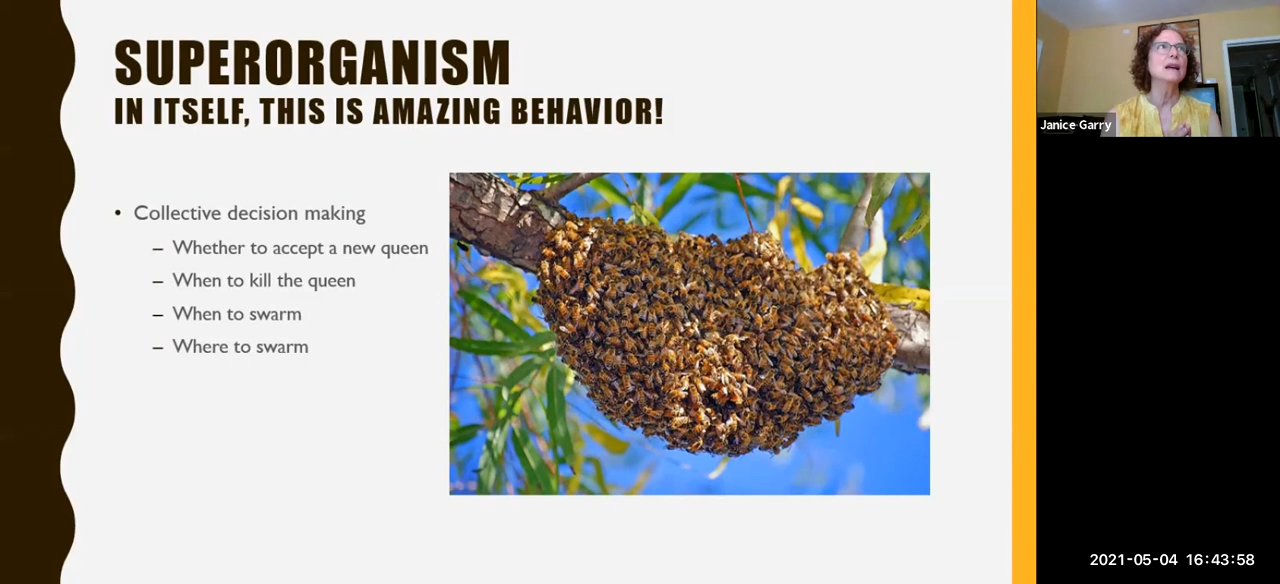 SUPERORGANISM
IN ITSELF, THIS IS AMAZING BEHAVIOR!
• Collective decision making
– Whether to accept a new queen
– When to kill the queen
– When to swarm
– Where to swarm
Janice Garry
2021-05-04 16:43:58